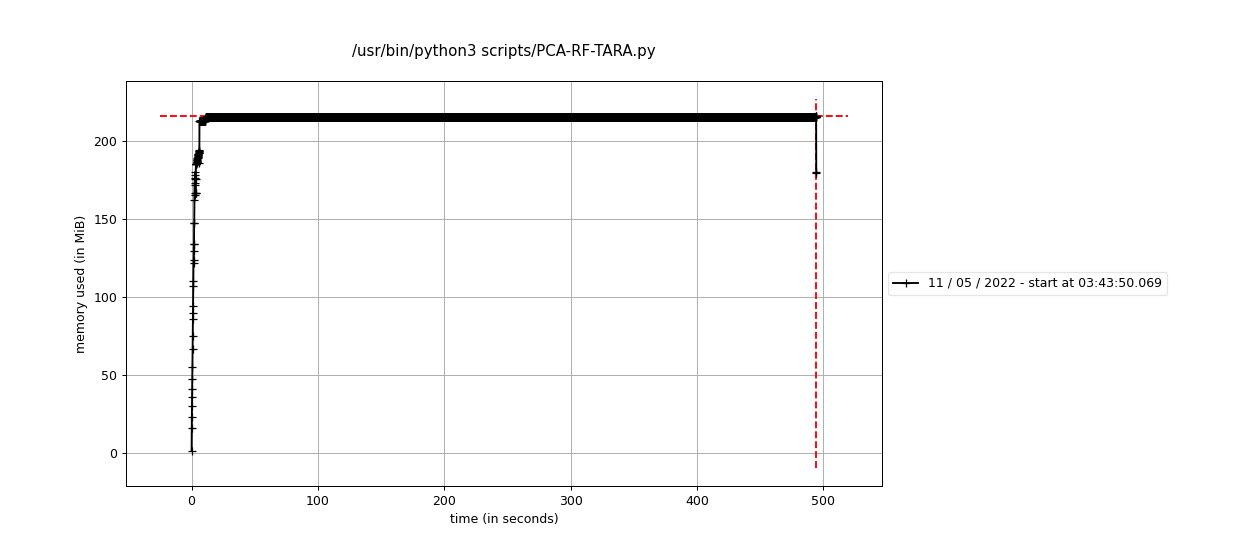 /usr/bin/python3 scripts/PCA-RF-TARA.py
memory used (in MiB)
200
150
100
50
0
0 100 200 300 400 500
time (in seconds)
11 / 05 / 2022 - start at 03:43:50.069